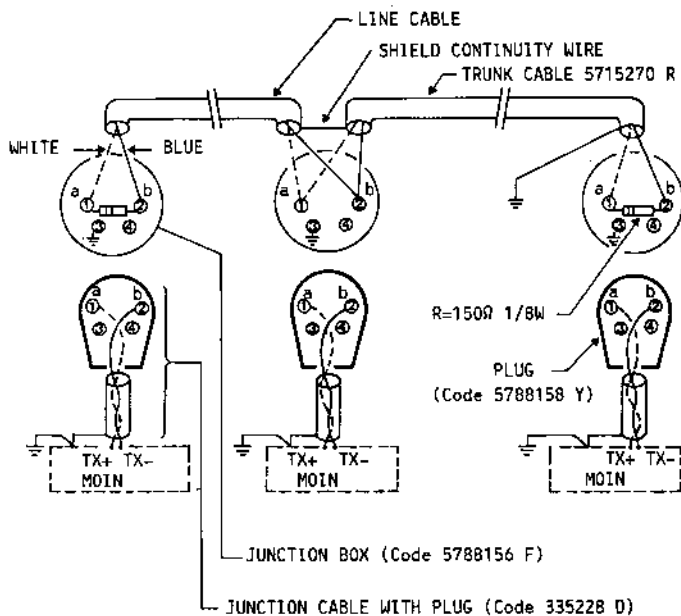 LINE CABLE
SHIELD CONTINUITY WIRE
TRUNK CABLE 5715270 R
WHITE BLUE
a b
1 2
3 4
a b
1 2
3 4
a b
1 2
3 4
a b
1 2
3 4
a b
1 2
3 4
R=150Ω 1/8W
a b
1 2
3 4
PLUG
(Code 5788158 Y)
TX+ TX-
MOIN
TX+ TX-
MOIN
TX+ TX-
MOIN
JUNCTION BOX (Code 5788156 F)
JUNCTION CABLE WITH PLUG (Code 335228 D)